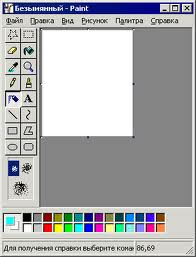 Безымянный - Paint
Файл Правка Вид Рисунок Палитра Справка
A
Для получения справки выберите кома
86,69